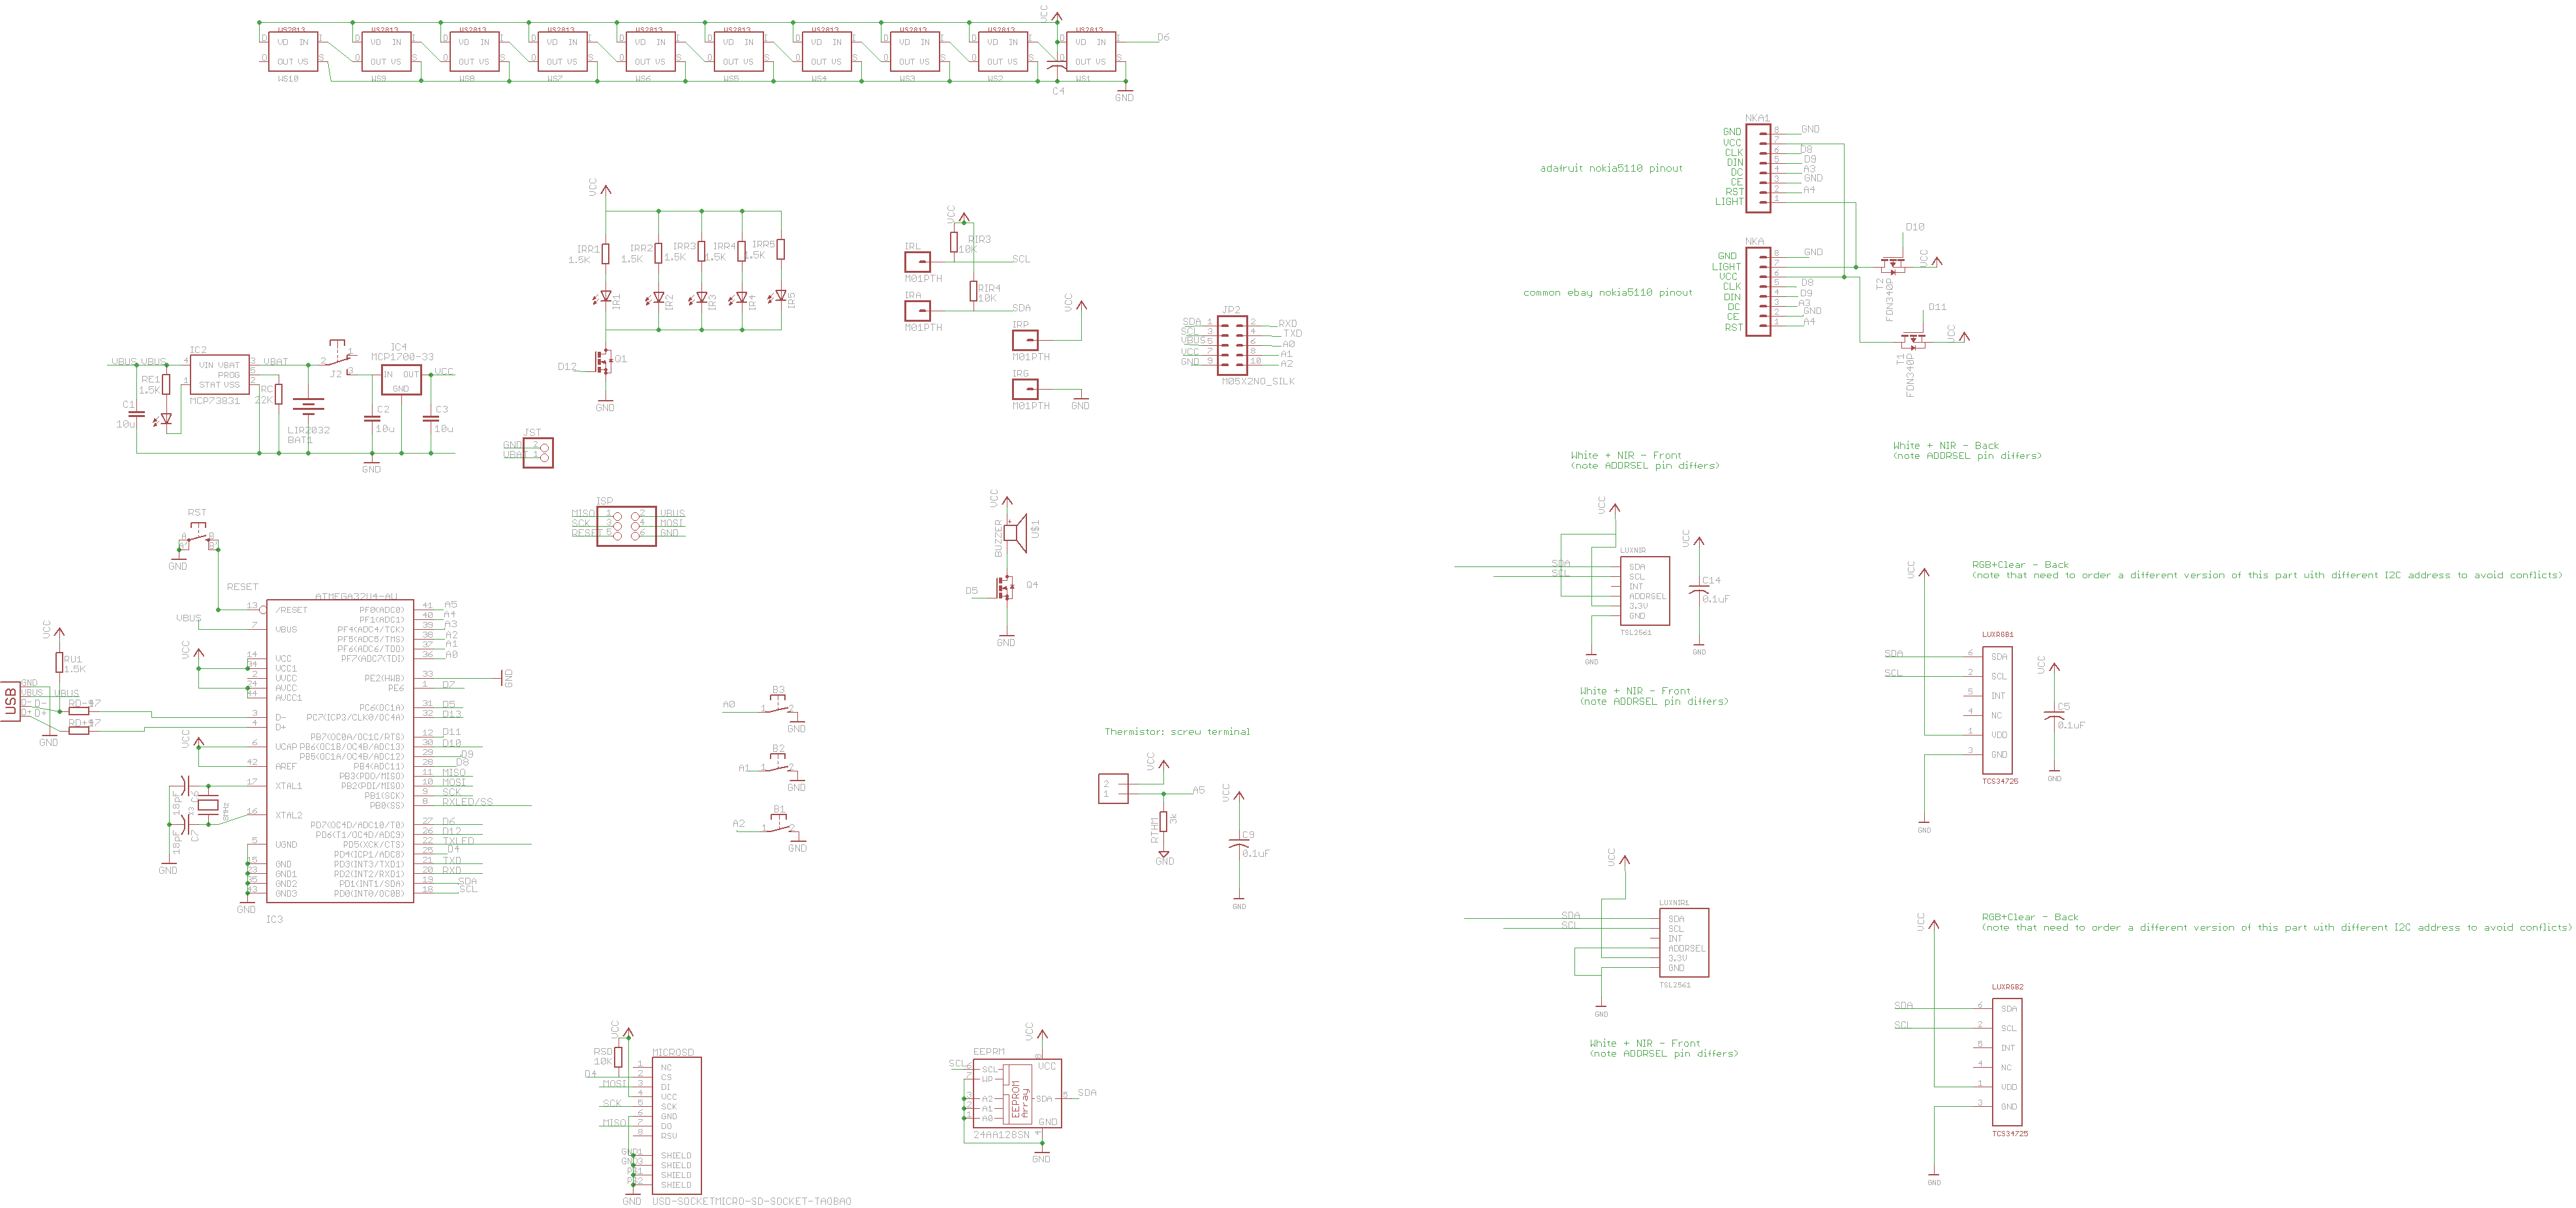 VCC
WS2813 WS2813 WS2813 WS2813 WS2813 WS2813 WS2813 WS2813 WS2813 WS2813
D VD IN I D VD IN I D VD IN I D VD IN I D VD IN I D VD IN I D VD IN I D VD IN I D VD IN I D VD IN I D6
O OUT VS S O OUT VS S O OUT VS S O OUT VS S O OUT VS S O OUT VS S O OUT VS S O OUT VS S O OUT VS S O OUT VS S
WS10 WS9 WS8 WS7 WS6 WS5 WS4 WS3 WS2 WS1
C4 GND
NKA1
GND 8 GND
VCC 7
CLK 6 D8
DIN 5 D9
DC 4 A3
CE 3 GND
RST 2 A4
LIGHT 1
adafruit nokia5110 pinout
NKA
GND 8 GND
LIGHT 7
VCC 6
CLK 5 D8
DIN 4 D9
DC 3 A3
CE 2 GND
RST 1 A4
common ebay nokia5110 pinout
D10
VCC
T2
FDN340P
D11
VCC
T1
FDN340P
VCC
IRR1 IRR2 IRR3 IRR4 IRR5
1.5K 1.5K 1.5K 1.5K 1.5K
IR1 IR2 IR3 IR4 IR5
D12 Q1
GND
VCC
RIR3
10K
IRL
SCL
M01PTH
RIR4
10K
IRA
SDA
M01PTH
VCC
IRP
M01PTH
IRG
M01PTH
GND
JP2
SDA 1 2 RXD
SCL 3 4 TXD
VBUS 5 6 A0
VCC 7 8 A1
GND 9 10 A2
M05X2NO_SILK
VBUS VBUS
IC2
4 VIN VBAT 3 VBAT
PROG 5
1 STAT VSS 2
MCP73831
RE1
1.5K
C1
10u
RC
22K
LIR2032
BAT1
J2
2 1
3
IC4
MCP1700-33
IN OUT
GND
VCC
C2
10u
C3
10u
GND
JST
GND 2
VBAT 1
ISP
MISO 1 2 VBUS
SCK 3 4 MOSI
RESET 5 6 GND
RST
GND
RESET
VCC
BUZZER
U$1
D5
Q4
GND
ATMEGA32U4-AU
13 /RESET
VBUS 7 VBUS
VCC
14 VCC
34 VCC1
2 UVCC
24 AVCC
44 AVCC1
3 D-
4 D+
VCC
6 UCAP
42 AREF
17 XTAL1
16 XTAL2
5 UGND
15 GND
23 GND1
35 GND2
43 GND3
GND
IC3
PF0(ADC0) 41 A5
PF1(ADC1) 40 A4
PF4(ADC4/TCK) 39 A3
PF5(ADC5/TMS) 38 A2
PF6(ADC6/TDO) 37 A1
PF7(ADC7(TDI) 36 A0
PE2(HWB) 33 GND
PE6 1 D7
PC6(OC1A) 31 D5
PC7(ICP3/CLK0/OC4A) 32 D13
PB7(OC0A/OC1C/RTS) 12 D11
PB6(OC1B/OC4B/ADC13) 30 D10
PB5(OC1A/OC4B/ADC12) 29 D9
PB4(ADC11) 28 D8
PB3(PDO/MISO) 11 MISO
PB2(PDI/MOSI) 10 MOSI
PB1(SCK) 9 SCK
PB0(SS) 8 RXLED/SS
PD7(OC4D/ADC10/T0) 27 D6
PD6(T1/OC4D/ADC9) 26 D12
PD5(XCK/CTS) 22 TXLED
PD4(ICP1/ADC8) 25 D4
PD3(INT3/TXD1) 21 TXD
PD2(INT2/RXD1) 20 RXD
PD1(INT1/SDA) 19 SDA
PD0(INT0/OC0B) 18 SCL
VCC
RU1
1.5K
USB
GND
VBUS VBUS
D- D-
D+ D+
RD-
RD+
GND
18pF
C6
18pF
C7
8MHz
GND
B3
A0 1 2
GND
B2
A1 1 2
GND
B1
A2 1 2
GND
Thermistor: screw terminal
VCC
2
1
A5
RTHM
3k
GND
VCC
C9
0.1uF
GND
White + NIR - Front
(note ADDRSEL pin differs)
White + NIR - Back
(note ADDRSEL pin differs)
VCC
LUXNIR
SDA SDA
SCL SCL
INT
ADDRSEL
3.3V
GND
TSL2561
GND
VCC
C14
0.1uF
GND
White + NIR - Front
(note ADDRSEL pin differs)
VCC
RGB+Clear - Back
(note that need to order a different version of this part with different I2C address to avoid conflicts)
LUXRGB1
SDA 6 SDA
SCL 2 SCL
5 INT
4 NC
1 VDD
3 GND
TCS34725
GND
VCC
C5
0.1uF
GND
VCC
LUXNIR1
SDA SDA
SCL SCL
INT
ADDRSEL
3.3V
GND
TSL2561
GND
White + NIR - Front
(note ADDRSEL pin differs)
VCC
RGB+Clear - Back
(note that need to order a different version of this part with different I2C address to avoid conflicts)
LUXRGB2
SDA 6 SDA
SCL 2 SCL
5 INT
4 NC
1 VDD
3 GND
TCS34725
GND
VCC
RSD
10K
MICROSD
1 NC
D4 2 CS
MOSI 3 DI
4 VCC
SCK 5 SCK
6 GND
MISO 7 DO
8 RSV
GND1 SHIELD
GND3 SHIELD
SHIELD
SHIELD
GND USD-SOCKETMICRO-SD-SOCKET-TAOBAO
VCC
EEPRM
8 VCC
SCL 6 SCL
7 WP
3 A2
2 A1
1 A0
EEPROM
Array
SDA 5 SDA
GND
4
24AA128SN
GND